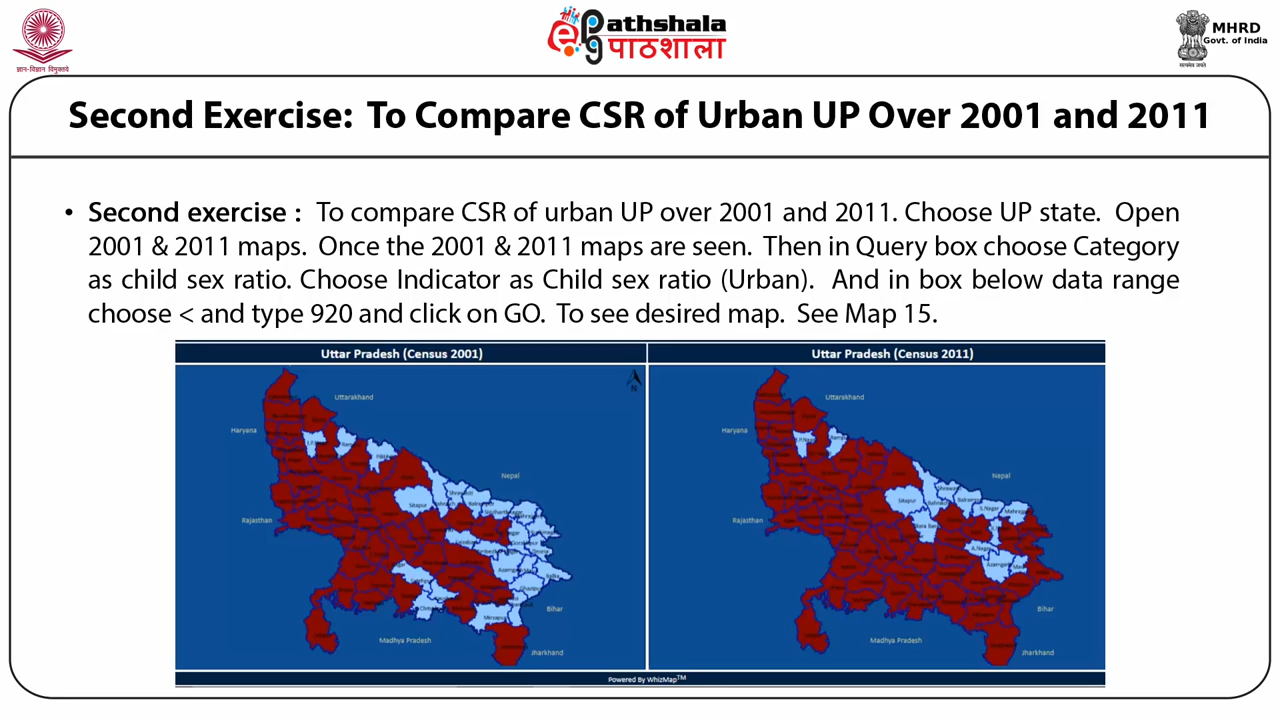 ज्ञान-विज्ञान विमुक्तये
ePathshala
पाठशाला
सत्यमेव जयते
MHRD
Govt. of India
Second Exercise: To Compare CSR of Urban UP Over 2001 and 2011
• Second exercise : To compare CSR of urban UP over 2001 and 2011. Choose UP state. Open
2001 & 2011 maps. Once the 2001 & 2011 maps are seen. Then in Query box choose Category
as child sex ratio. Choose Indicator as Child sex ratio (Urban). And in box below data range
choose < and type 920 and click on GO. To see desired map. See Map 15.
Uttar Pradesh (Census 2001)
Uttar Pradesh (Census 2011)
N
Uttarakhand
Haryana
Nepal
Sitapur
Rajasthan
Bihar
Madhya Pradesh
Jharkhand
Uttarakhand
Haryana
Nepal
Sitapur
Rajasthan
Bihar
Madhya Pradesh
Jharkhand
Powered By WhizMap™